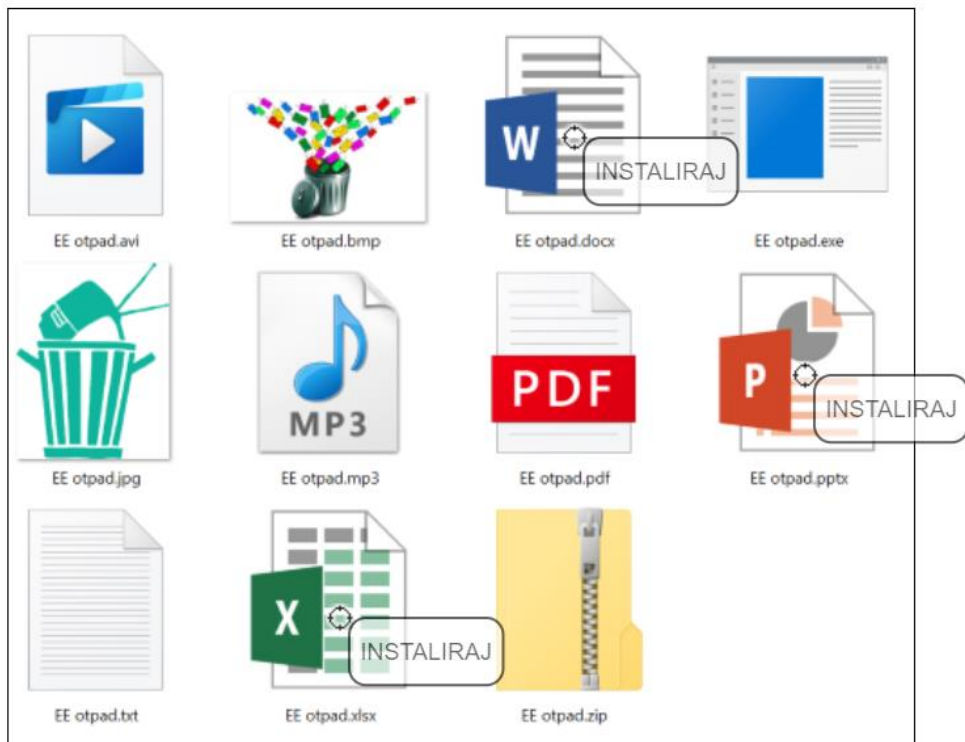 W
INSTALIRAJ
EE otpad.avi
EE otpad.bmp
EE otpad.docx
EE otpad.exe
MP3
PDF
P
INSTALIRAJ
EE otpad.jpg
EE otpad.mp3
EE otpad.pdf
EE otpad.pptx
X
INSTALIRAJ
EE otpad.txt
EE otpad.xlsx
EE otpad.zip